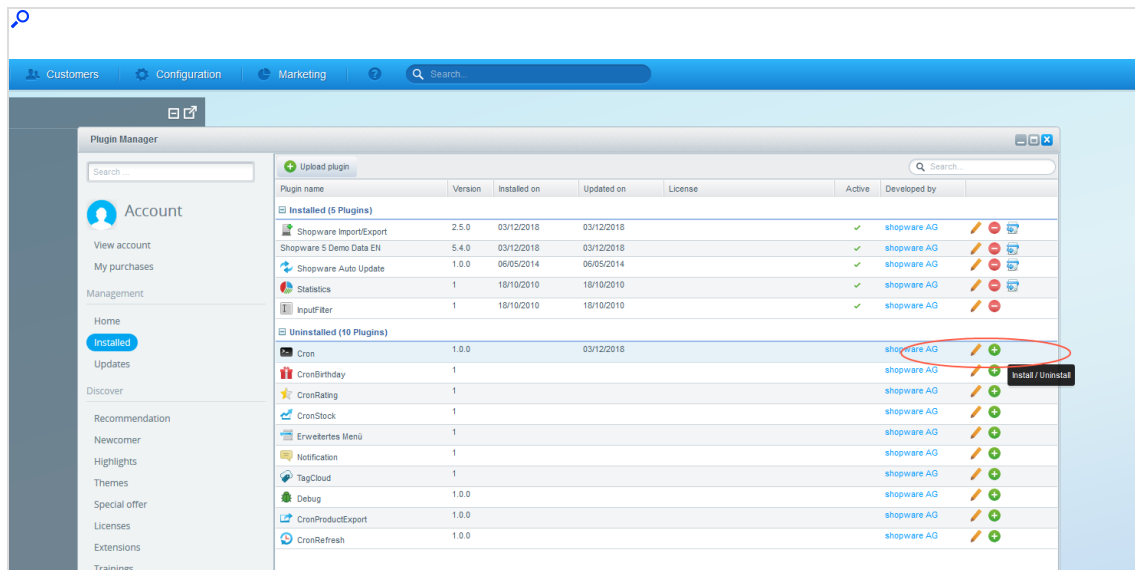 Customers Configuration Marketing ? Search...
Plugin Manager
Search ...
Account
View account
My purchases
Management
Home
Installed
Updates
Discover
Recommendation
Newcomer
Highlights
Themes
Special offer
Licenses
Extensions
Trainings
Upload plugin Search...
Plugin name Version Installed on Updated on License Active Developed by
Installed (5 Plugins)
Shopware Import/Export 2.5.0 03/12/2018 03/12/2018 shopware AG
Shopware 5 Demo Data EN 5.4.0 03/12/2018 03/12/2018 shopware AG
Shopware Auto Update 1.0.0 06/05/2014 06/05/2014 shopware AG
Statistics 1 18/10/2010 18/10/2010 shopware AG
InputFilter 1 18/10/2010 18/10/2010 shopware AG
Uninstalled (10 Plugins)
Cron 1.0.0 03/12/2018 shopware AG
CronBirthday 1 shopware AG
Install / Uninstall
CronRating 1 shopware AG
CronStock 1 shopware AG
Erweitertes Menü 1 shopware AG
Notification 1 shopware AG
TagCloud 1 shopware AG
Debug 1.0.0 shopware AG
CronProductExport 1.0.0 shopware AG
CronRefresh 1.0.0 shopware AG